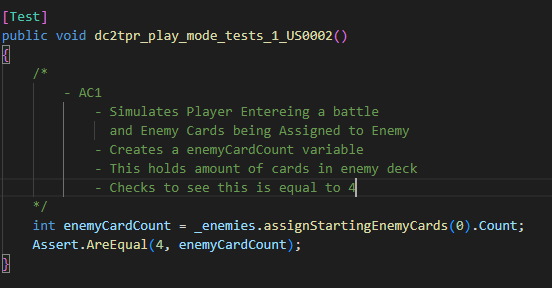 [Test]
public void dc2tpr_play_mode_tests_1_US0002()
{
/*
- AC1
- Simulates Player Entereing a battle
and Enemy Cards being Assigned to Enemy
- Creates a enemyCardCount variable
- This holds amount of cards in enemy deck
- Checks to see this is equal to 4
*/
int enemyCardCount = _enemies.assignStartingEnemyCards(0).Count;
Assert.AreEqual(4, enemyCardCount);
}